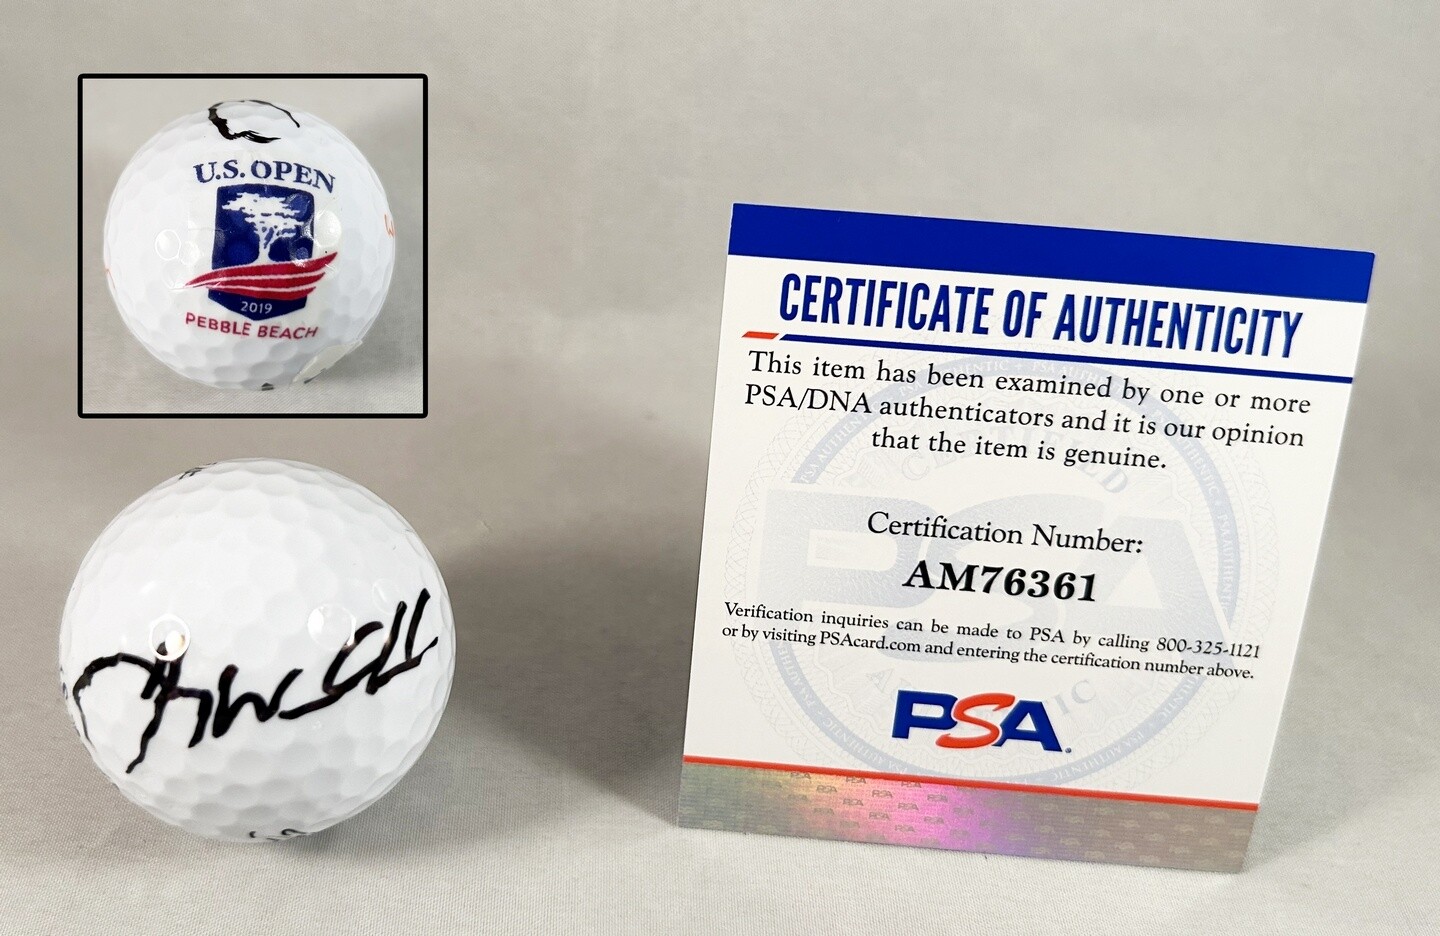 U.S. OPEN
2019
PEBBLE BEACH
CERTIFICATE OF AUTHENTICITY
This item has been examined by one or more
PSA/DNA authenticators and it is our opinion
that the item is genuine.
Certification Number:
AM76361
Verification inquiries can be made to PSA by calling 800-325-1121
or by visiting PSAcard.com and entering the certification number above.
PSA